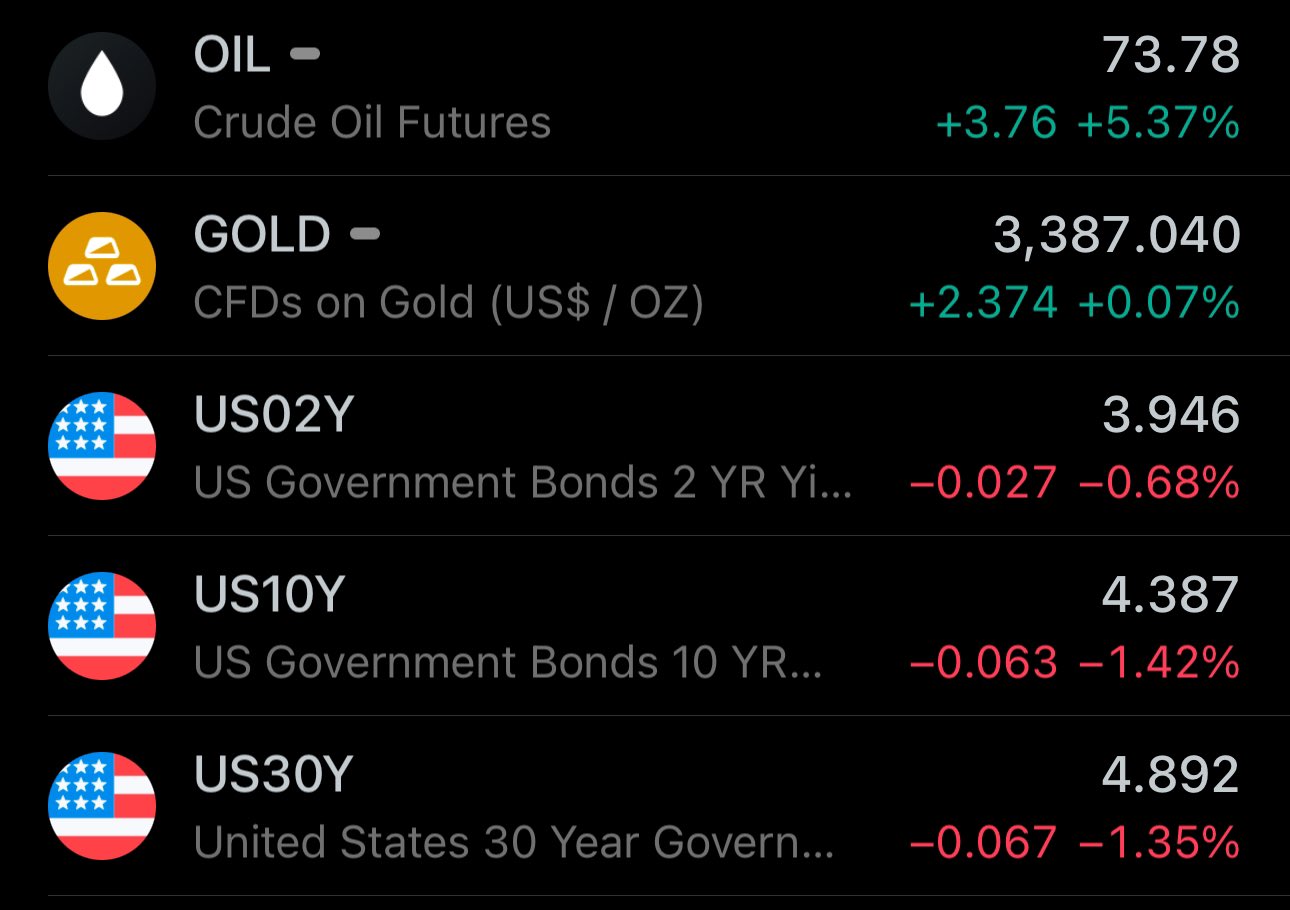 OIL 73.78
Crude Oil Futures +3.76 +5.37%
GOLD 3,387.040
CFDs on Gold (US$ / OZ) +2.374 +0.07%
US02Y 3.946
US Government Bonds 2 YR Yi... −0.027 −0.68%
US10Y 4.387
US Government Bonds 10 YR... −0.063 −1.42%
US30Y 4.892
United States 30 Year Govern... −0.067 −1.35%